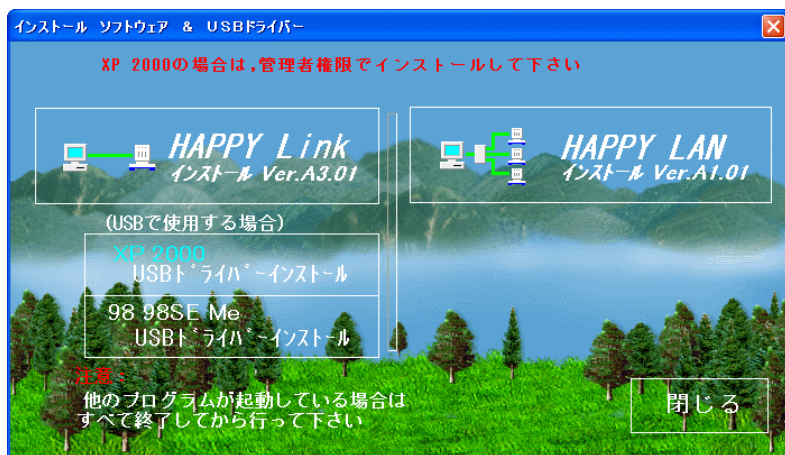 インストール ソフトウェア & USBドライバー
XP 2000の場合は,管理者権限でインストールして下さい
HAPPY Link
インストール Ver.A3.01
HAPPY LAN
インストール Ver.A1.01
(USBで使用する場合)
XP 2000
USBドライバーインストール
98 98SE Me
USBドライバーインストール
注意:
他のプログラムが起動している場合は
すべて終了してから行って下さい
閉じる